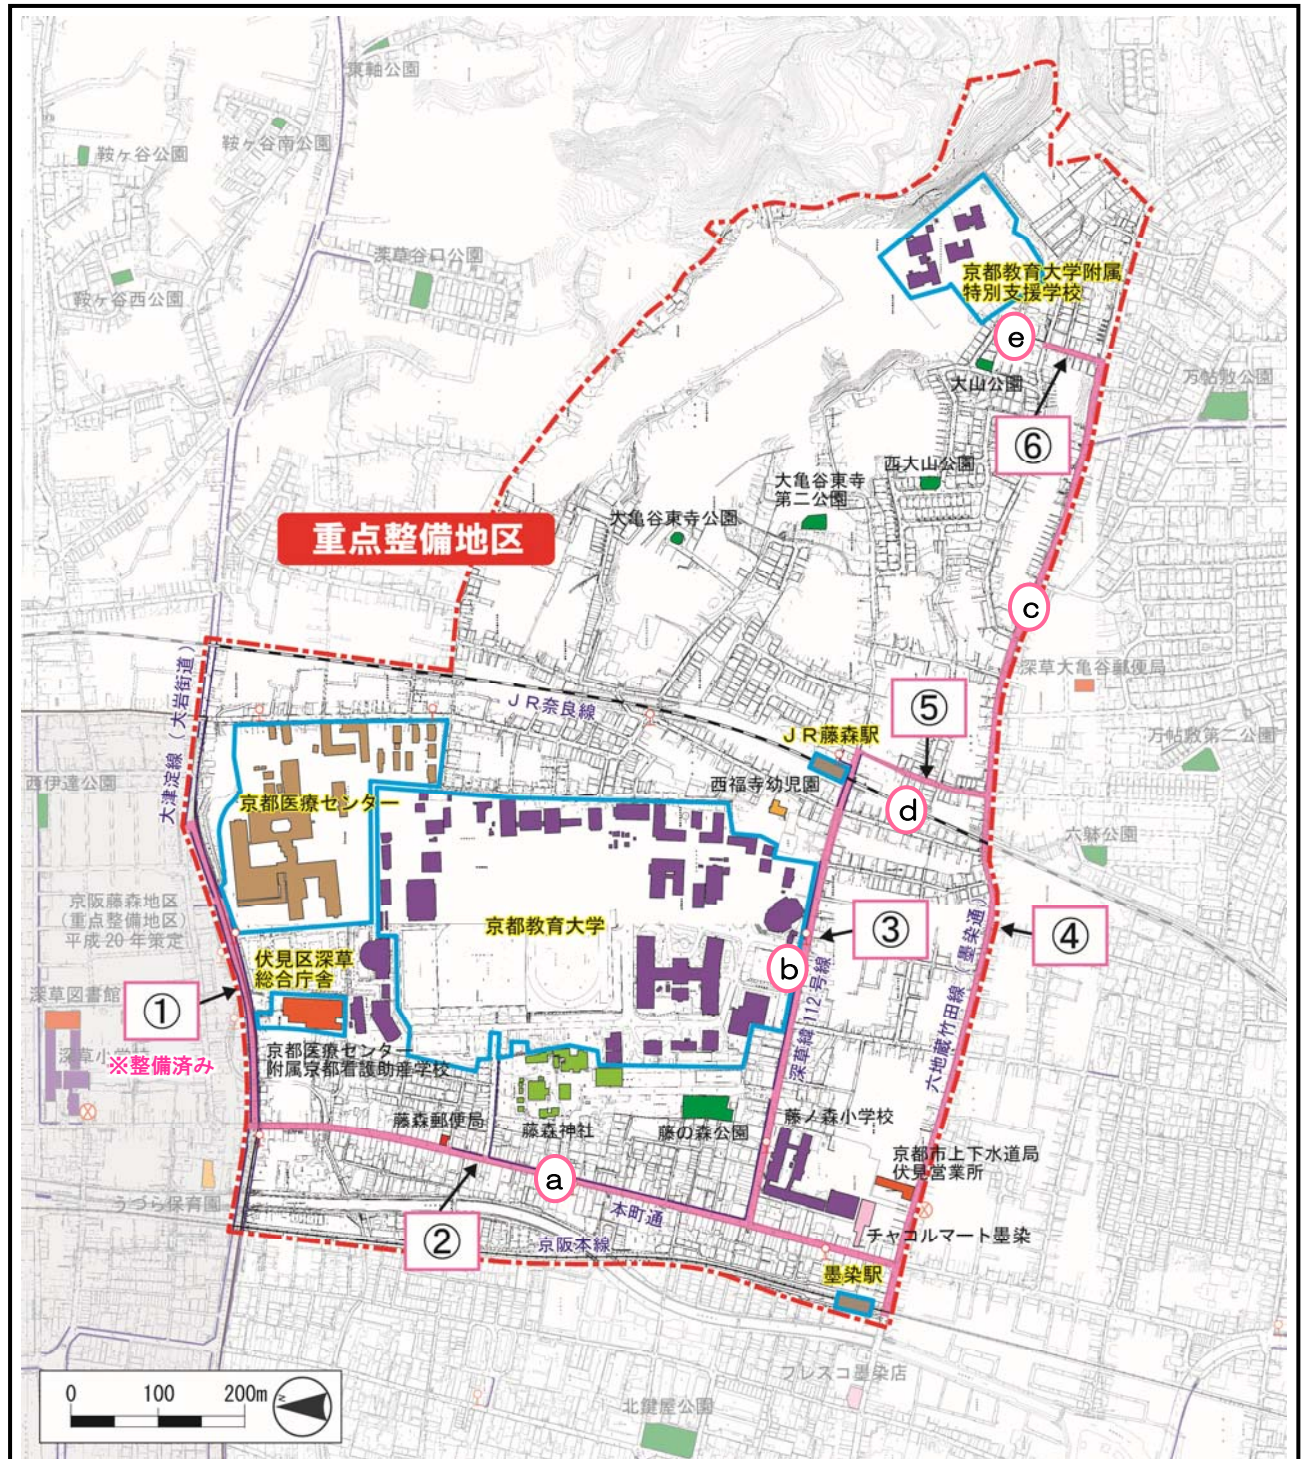 東軸公園
鞍ヶ谷南公園
鞍ヶ谷公園
深草谷口公園
鞍ヶ谷西公園
京都教育大学附属
特別支援学校
e
大山公園
万帖敷公園
⑥
西大山公園
大亀谷東寺
第二公園
大亀谷東寺公園
重点整備地区
c
深草大亀谷郵便局
大津淀線（大岩街道）
JR奈良線
⑤
JR藤森駅
万帖敷第二公園
西福寺幼児園
西伊達公園
京都医療センター
d
六躰公園
京阪藤森地区
（重点整備地区）
平成20年策定
京都教育大学
③
④
伏見区深草
総合庁舎
b
深草図書館
①
※整備済み
深草小学校
深草緯112号線
六地蔵竹田線（墨染通）
京都医療センター
附属京都看護助産学校
藤森郵便局
藤森神社
藤の森公園
藤ノ森小学校
京都市上下水道局
伏見営業所
a
うづら保育園
②
本町通
チャコルマート墨染
京阪本線
墨染駅
フレスコ墨染店
0 100 200m
N
北鍵屋公園